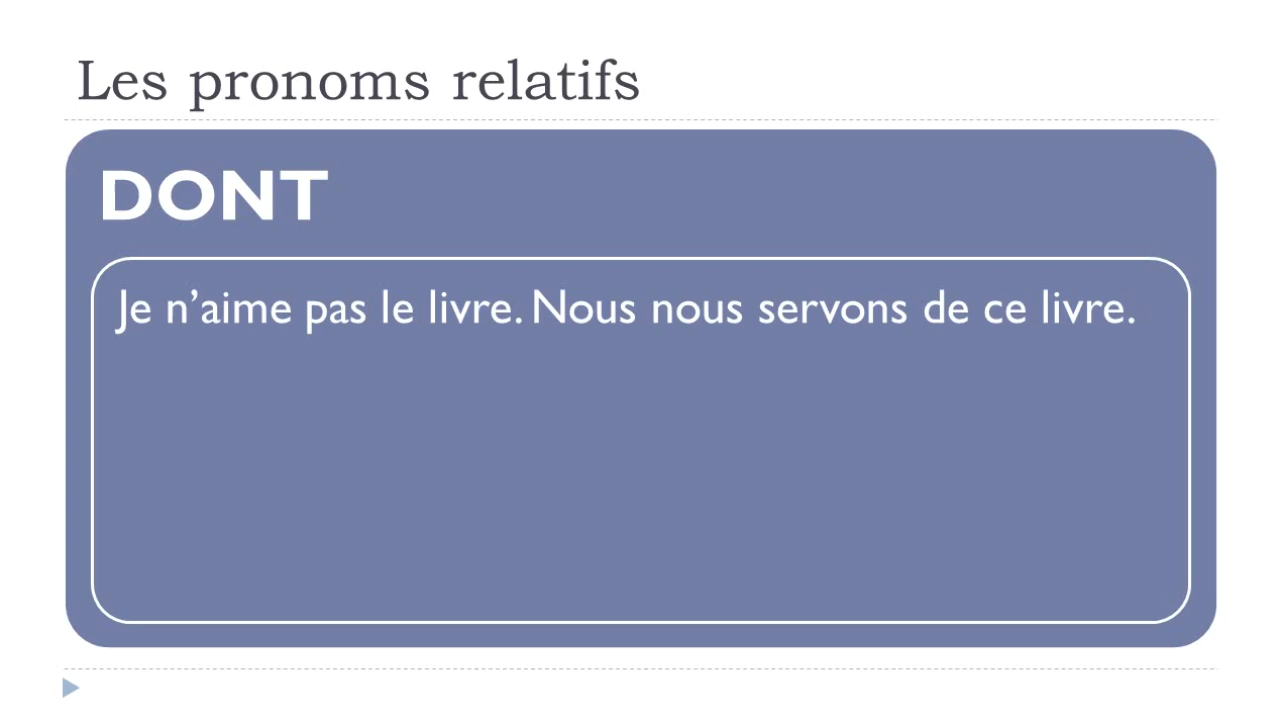 Les pronoms relatifs
DONT
Je n’aime pas le livre. Nous nous servons de ce livre.